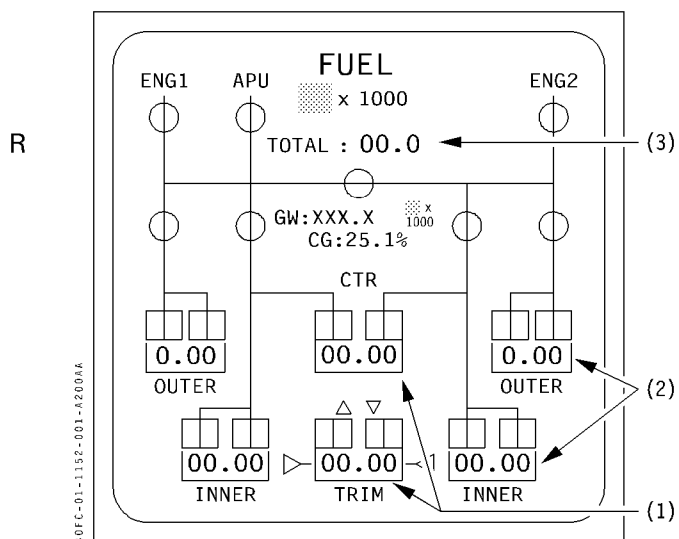 FUEL
ENG1 APU ENG2
x 1000
R
TOTAL : 00.0 (3)
GW:XXX.X x 1000
CG:25.1%
CTR
0.00 00.00 0.00
OUTER OUTER
(2)
00.00 00.00 1 00.00
INNER TRIM INNER
(1)
0FC-01-1152-001-A200AA